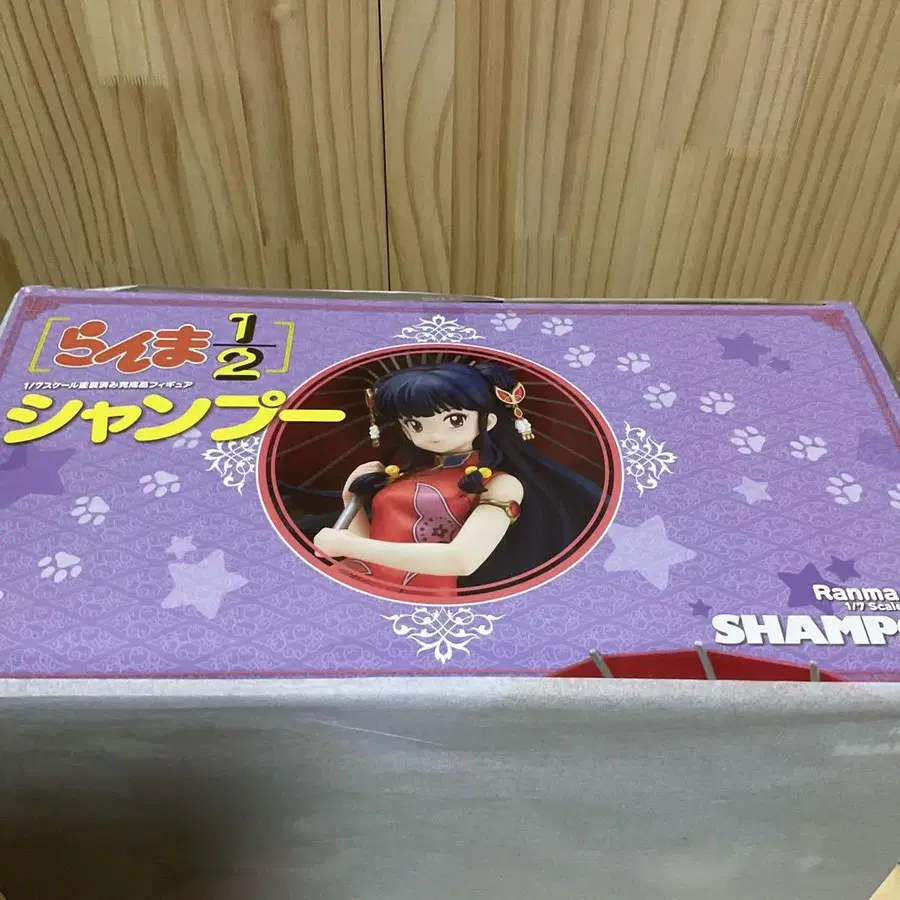 [らんま1/2]
1/7スケール塗装済み完成品フィギュア
シャンプー
Ranma
1/7 Scale
SHAMP